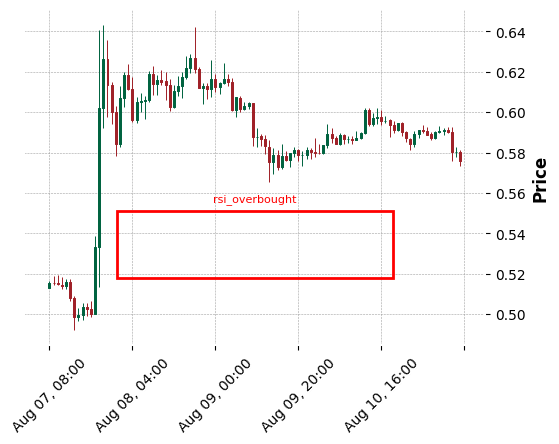 0.64
0.62
0.60
0.58
0.56
0.54
0.52
0.50
Price
rsi_overbought
Aug 07, 08:00
Aug 08, 04:00
Aug 09, 00:00
Aug 09, 20:00
Aug 10, 16:00